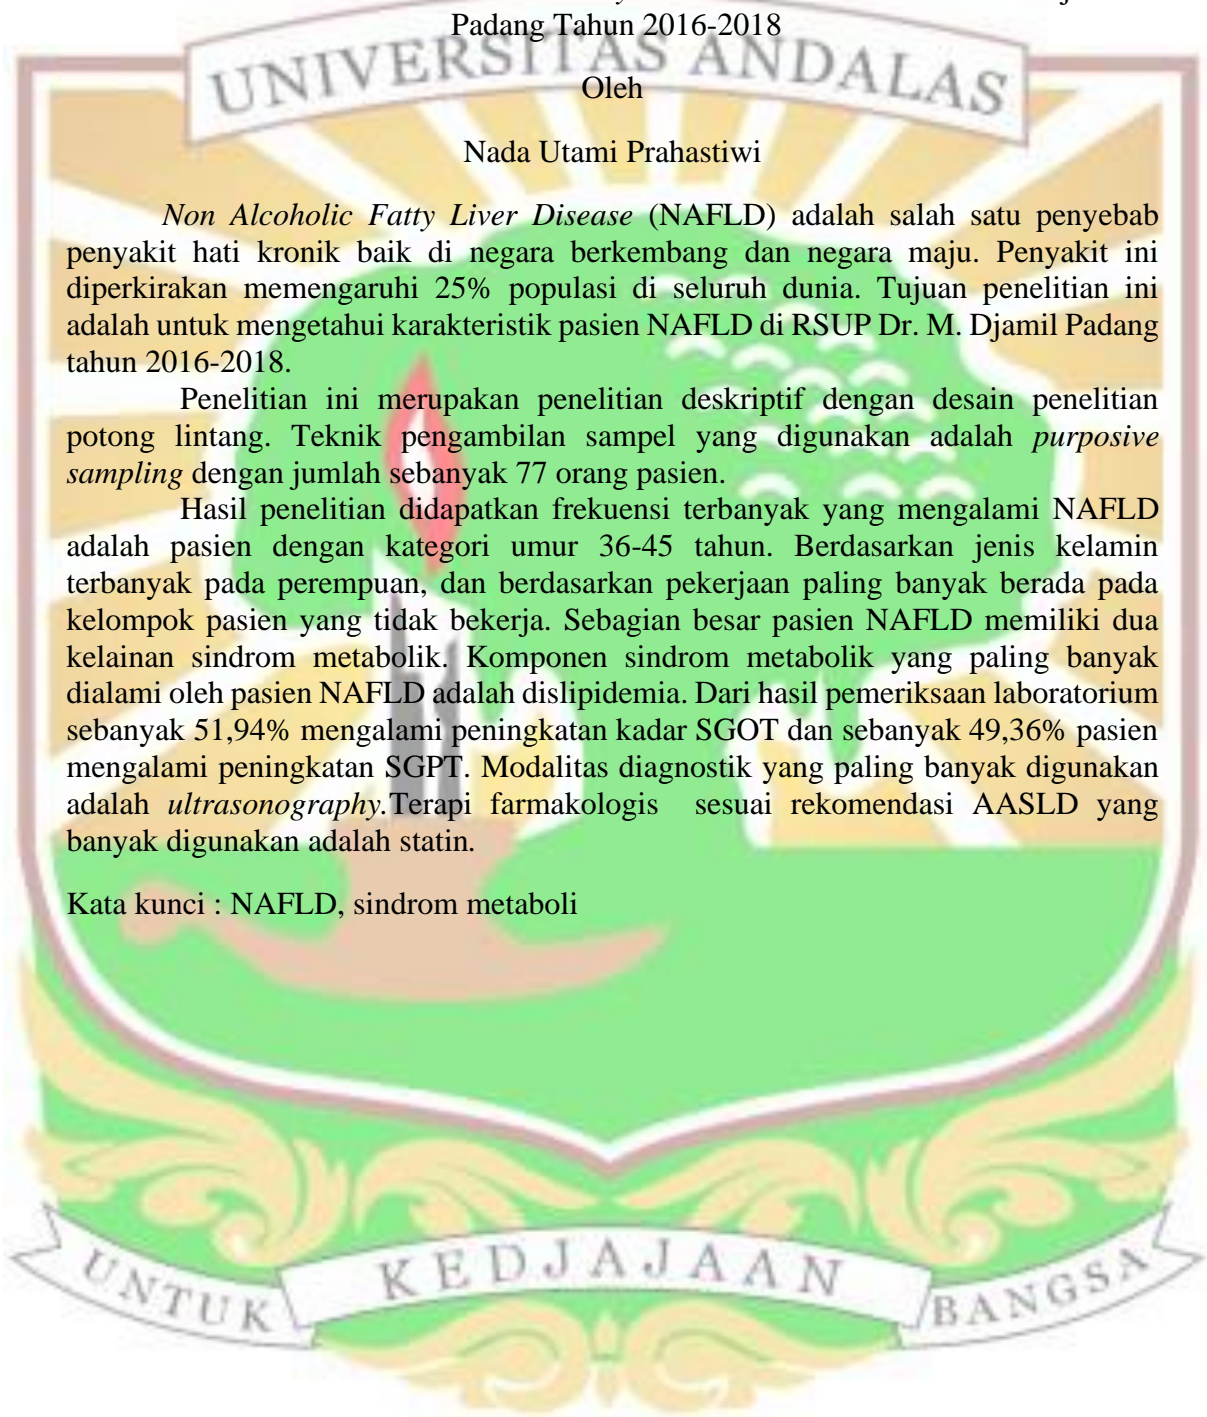 Padang Tahun 2016-2018
UNIVERSITAS ANDALAS
Oleh
Nada Utami Prahastiwi
Non Alcoholic Fatty Liver Disease (NAFLD) adalah salah satu penyebab
penyakit hati kronik baik di negara berkembang dan negara maju. Penyakit ini
diperkirakan memengaruhi 25% populasi di seluruh dunia. Tujuan penelitian ini
adalah untuk mengetahui karakteristik pasien NAFLD di RSUP Dr. M. Djamil Padang
tahun 2016-2018.
Penelitian ini merupakan penelitian deskriptif dengan desain penelitian
potong lintang. Teknik pengambilan sampel yang digunakan adalah purposive
sampling dengan jumlah sebanyak 77 orang pasien.
Hasil penelitian didapatkan frekuensi terbanyak yang mengalami NAFLD
adalah pasien dengan kategori umur 36-45 tahun. Berdasarkan jenis kelamin
terbanyak pada perempuan, dan berdasarkan pekerjaan paling banyak berada pada
kelompok pasien yang tidak bekerja. Sebagian besar pasien NAFLD memiliki dua
kelainan sindrom metabolik. Komponen sindrom metabolik yang paling banyak
dialami oleh pasien NAFLD adalah dislipidemia. Dari hasil pemeriksaan laboratorium
sebanyak 51,94% mengalami peningkatan kadar SGOT dan sebanyak 49,36% pasien
mengalami peningkatan SGPT. Modalitas diagnostik yang paling banyak digunakan
adalah ultrasonography.Terapi farmakologis sesuai rekomendasi AASLD yang
banyak digunakan adalah statin.
Kata kunci : NAFLD, sindrom metaboli
UNTUK KEDJAJAAN BANGSA